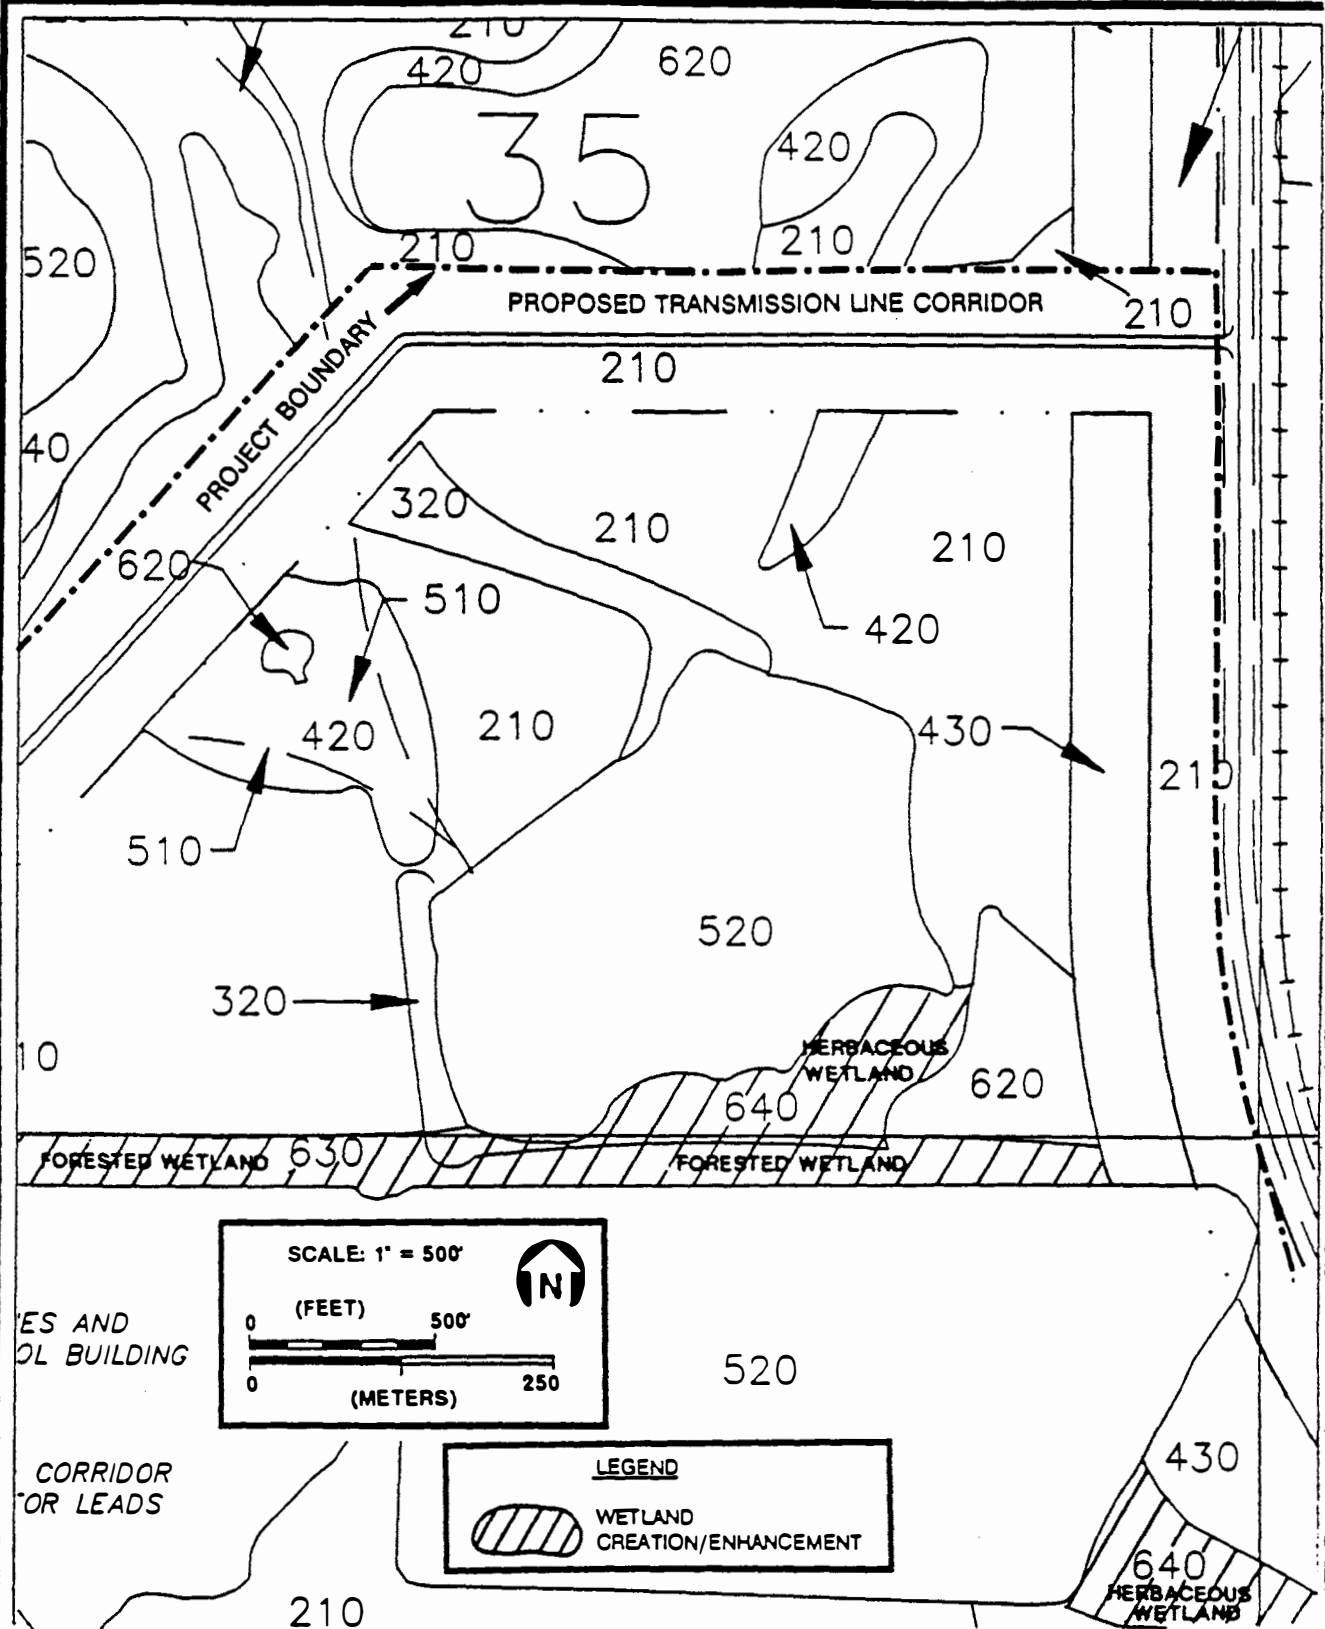 210
420
620
35
420
520
210
210
PROPOSED TRANSMISSION LINE CORRIDOR
210
PROJECT BOUNDARY
210
40
320
210
210
620
510
420
420
210
430
210
510
520
320
10
HERBACEOUS
WETLAND
620
640
FORESTED WETLAND
630
FORESTED WETLAND
SCALE: 1" = 500'
N
(FEET)
0
500'
0
250
(METERS)
ES AND
OL BUILDING
520
CORRIDOR
OR LEADS
LEGEND
WETLAND
CREATION/ENHANCEMENT
430
640
HERBACEOUS
WETLAND
210